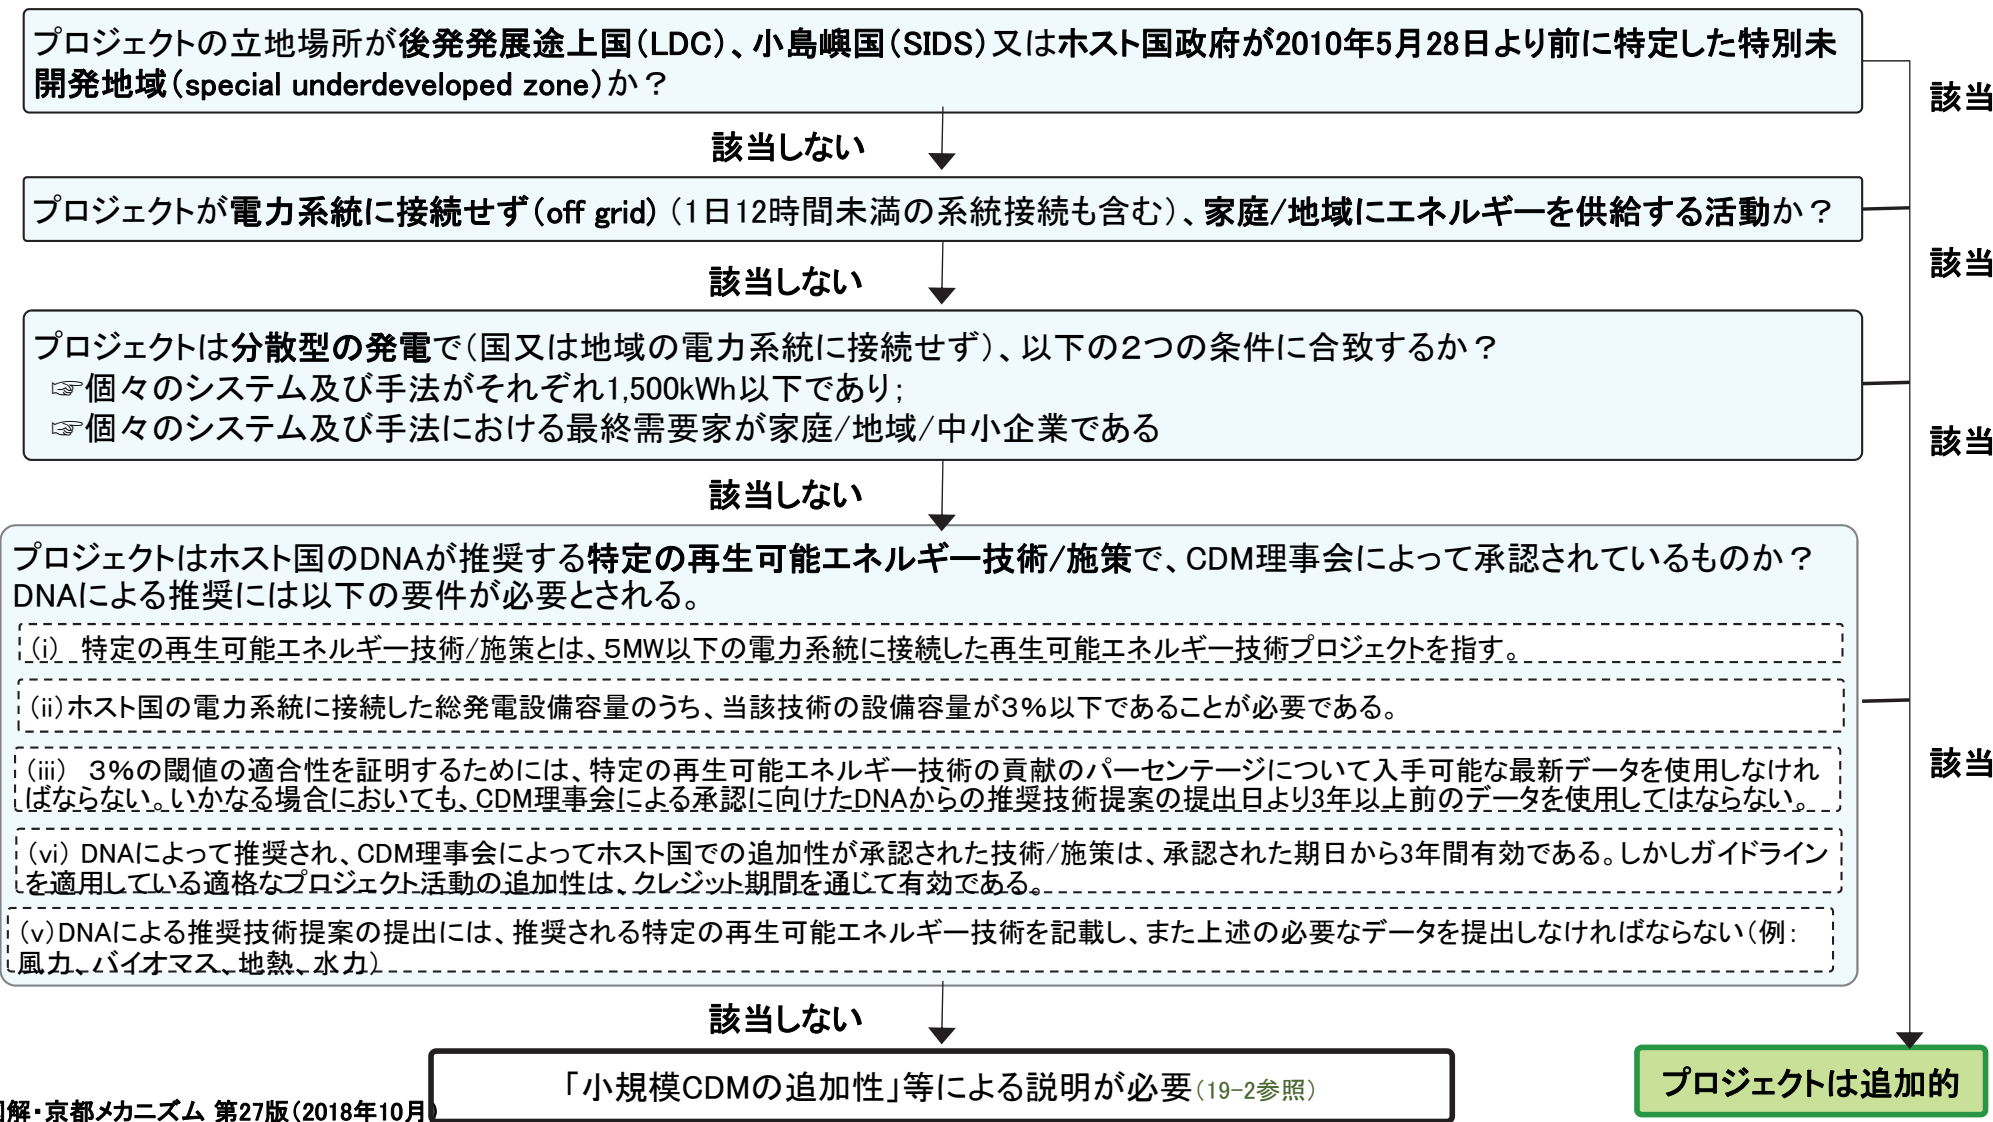 プロジェクトの立地場所が後発発展途上国(LDC)、小島嶼国(SIDS)又はホスト国政府が2010年5月28日より前に特定した特別未
開発地域(special underdeveloped zone)か？
該当
該当しない
プロジェクトが電力系統に接続せず(off grid)（1日12時間未満の系統接続も含む）、家庭/地域にエネルギーを供給する活動か？
該当
該当しない
プロジェクトは分散型の発電で(国又は地域の電力系統に接続せず)、以下の2つの条件に合致するか？
☞個々のシステム及び手法がそれぞれ1,500kWh以下であり;
☞個々のシステム及び手法における最終需要家が家庭/地域/中小企業である
該当
該当しない
プロジェクトはホスト国のDNAが推奨する特定の再生可能エネルギー技術/施策で、CDM理事会によって承認されているものか？
DNAによる推奨には以下の要件が必要とされる。
(i) 特定の再生可能エネルギー技術/施策とは、5MW以下の電力系統に接続した再生可能エネルギー技術プロジェクトを指す。
(ii)ホスト国の電力系統に接続した総発電設備容量のうち、当該技術の設備容量が3%以下であることが必要である。
(iii) 3%の閾値の適合性を証明するためには、特定の再生可能エネルギー技術の貢献のパーセンテージについて入手可能な最新データを使用しなけれ
ばならない。いかなる場合においても、CDM理事会による承認に向けたDNAからの推奨技術提案の提出日より3年以上前のデータを使用してはならない。
該当
(vi) DNAによって推奨され、CDM理事会によってホスト国での追加性が承認された技術/施策は、承認された期日から3年間有効である。しかしガイドライン
を適用している適格なプロジェクト活動の追加性は、クレジット期間を通じて有効である。
(v)DNAによる推奨技術提案の提出には、推奨される特定の再生可能エネルギー技術を記載し、また上述の必要なデータを提出しなければならない(例:
風力、バイオマス、地熱、水力)
該当しない
「小規模CDMの追加性」等による説明が必要(19-2参照)
プロジェクトは追加的
解・京都メカニズム 第27版(2018年10月)